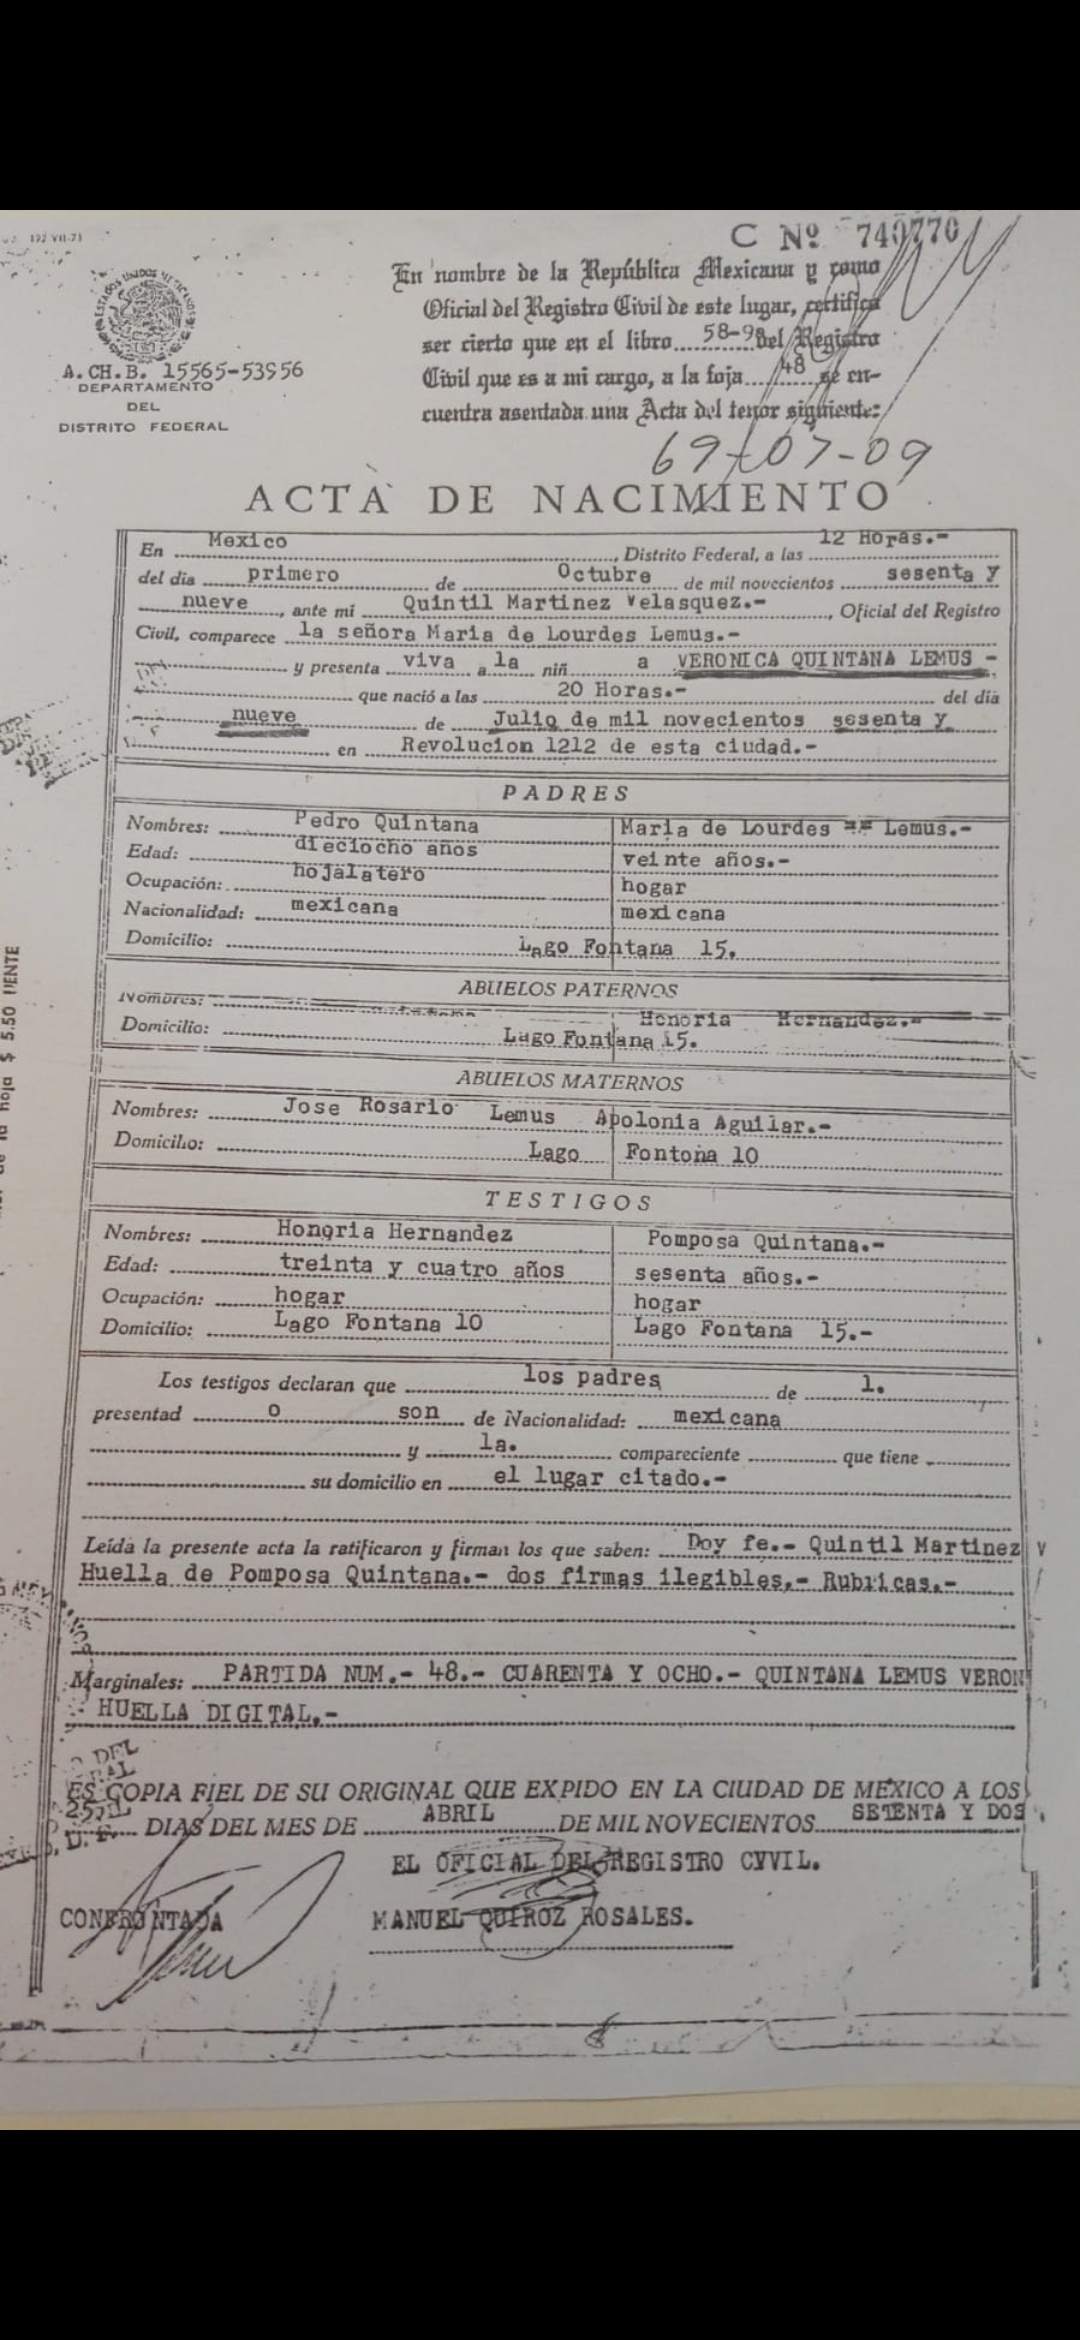 192 VII-71
C Nº 740770
En nombre de la República Mexicana y como
Oficial del Registro Civil de este lugar, certifica
ser cierto que en el libro 58-9 del Registro
Civil que es a mi cargo, a la foja 48 se en-
cuentra asentada una Acta del tenor siguiente:
ESTADOS UNIDOS
A.CH.B. 15565-53956
DEPARTAMENTO
DEL
DISTRITO FEDERAL
69-07-09
ACTA DE NACIMIENTO
En Mexico, Distrito Federal, a las 12 Horas.-
del dia primero de Octubre de mil novecientos sesenta y
nueve, ante mi Quintil Martinez Velasquez.-, Oficial del Registro
Civil, comparece la señora Maria de Lourdes Lemus.-
y presenta viva a la niñ a VERONICA QUINTANA LEMUS -
que nació a las 20 Horas.- del día
nueve de Julio de mil novecientos sesenta y
en Revolucion 1212 de esta ciudad.-
PADRES
Nombres: Pedro Quintana Maria de Lourdes == Lemus.-
Edad: dieciocho años veinte años.-
Ocupación: hojalatero hogar
Nacionalidad: mexicana mexicana
Domicilio: Lago Fontana 15.
ABUELOS PATERNOS
Nombres: Honoria Hernandez.-
Domicilio: Lago Fontana 15.
ABUELOS MATERNOS
Nombres: Jose Rosario Lemus Apolonia Aguilar.-
Domicilio: Lago Fontona 10
TESTIGOS
Nombres: Honoria Hernandez Pomposa Quintana.-
Edad: treinta y cuatro años sesenta años.-
Ocupación: hogar hogar
Domicilio: Lago Fontana 10 Lago Fontana 15.-
Los testigos declaran que los padres de l.
presentad o son de Nacionalidad: mexicana
y la. compareciente que tiene
su domicilio en el lugar citado.-
Leída la presente acta la ratificaron y firman los que saben: Doy fe.- Quintil Martinez V
Huella de Pomposa Quintana.- dos firmas ilegibles.- Rubricas.-
Marginales: PARTIDA NUM.- 48.- CUARENTA Y OCHO.- QUINTANA LEMUS VERON
HUELLA DIGITAL.-
ES COPIA FIEL DE SU ORIGINAL QUE EXPIDO EN LA CIUDAD DE MEXICO A LOS
DIAS DEL MES DE ABRIL DE MIL NOVECIENTOS SETENTA Y DOS
EL OFICIAL DEL REGISTRO CYVIL.
CONFRONTADA
MANUEL QUIROZ ROSALES.
de la hoja $ 5.50